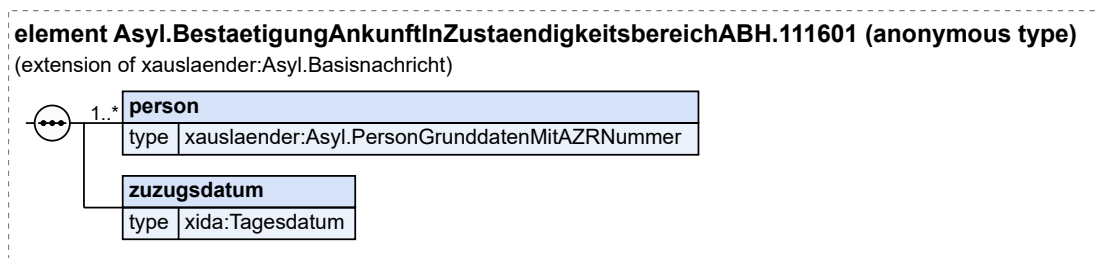 element Asyl.BestaetigungAnkunftInZustaendigkeitsbereichABH.111601 (anonymous type)
(extension of xauslaender:Asyl.Basisnachricht)
1..* person
type xauslaender:Asyl.PersonGrunddatenMitAZRNummer
zuzugsdatum
type xida:Tagesdatum